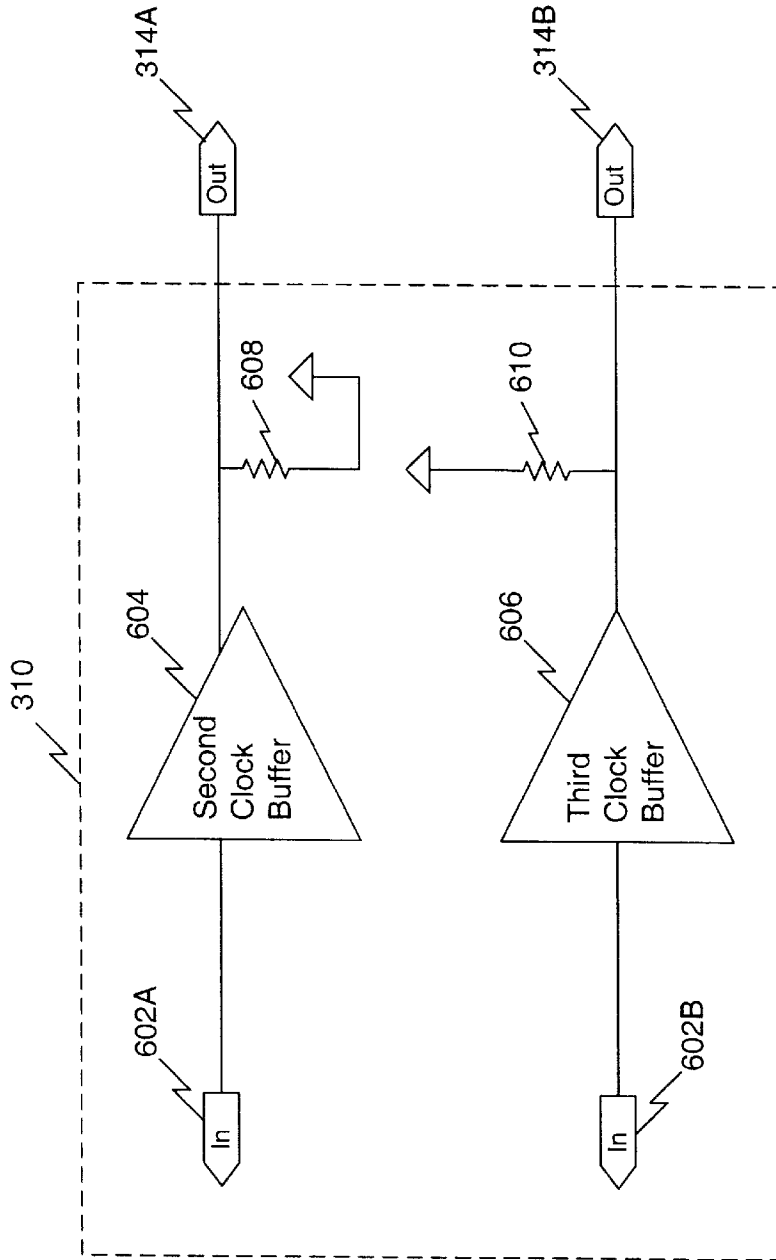 310
602A
In
Second
Clock
Buffer
604
608
Out
314A
602B
In
Third
Clock
Buffer
606
610
Out
314B